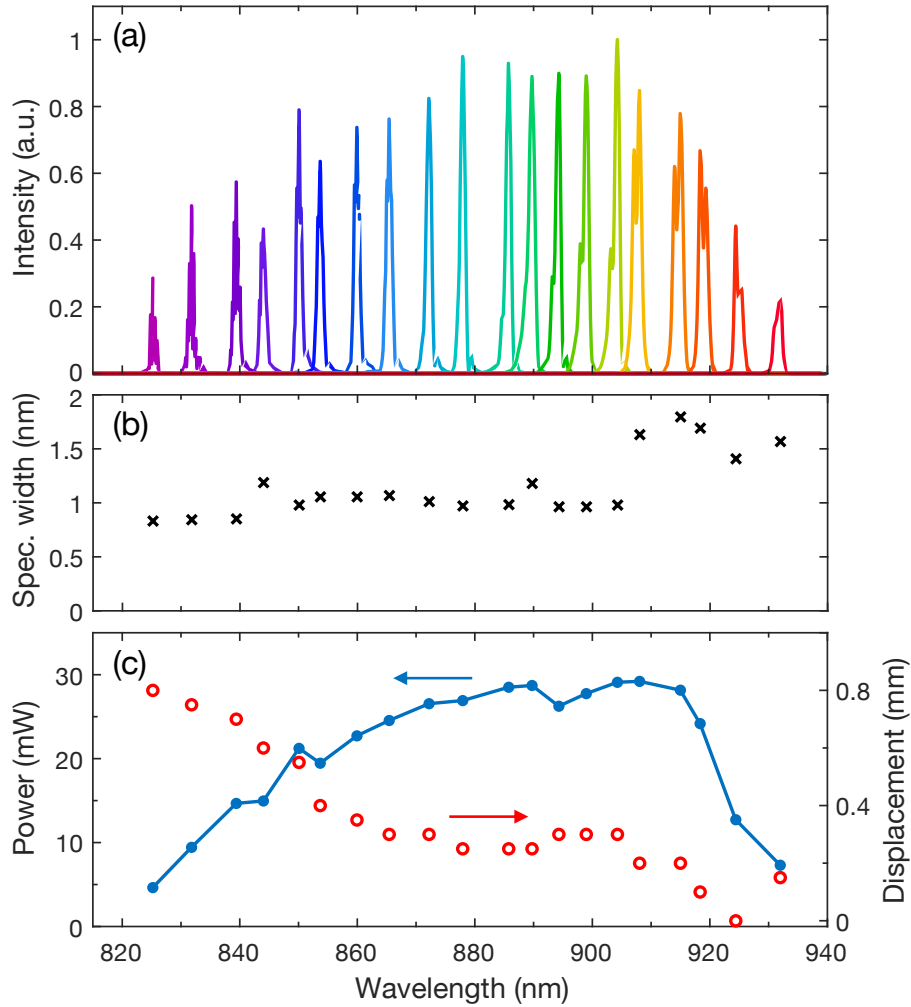 (a)
1
0.8
0.6
0.4
0.2
0
Intensity (a.u.)
(b)
2
1.5
1
0.5
0
Spec. width (nm)
(c)
30
20
10
0
Power (mW)
0.8
0.4
0
Displacement (mm)
820 840 860 880 900 920 940
Wavelength (nm)